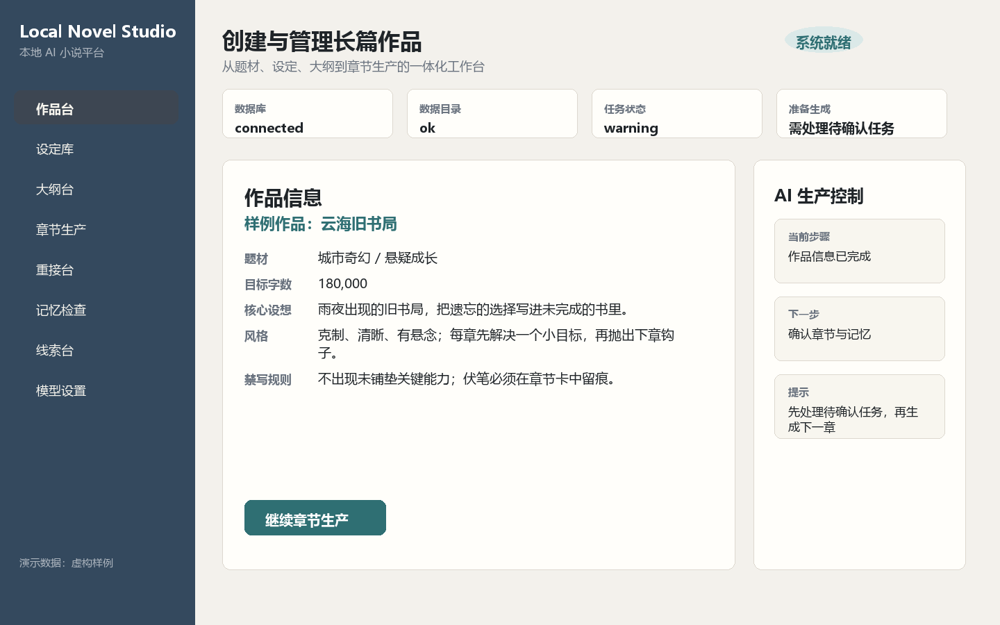 Local Novel Studio
本地 AI 小说平台
作品台
设定库
大纲台
章节生产
重接台
记忆检查
线索台
模型设置
演示数据：虚构样例
创建与管理长篇作品
从题材、设定、大纲到章节生产的一体化工作台
系统就绪
数据库
connected
数据目录
ok
任务状态
warning
准备生成
需处理待确认任务
作品信息
样例作品：云海旧书局
题材 城市奇幻 / 悬疑成长
目标字数 180,000
核心设想 雨夜出现的旧书局，把遗忘的选择写进未完成的书里。
风格 克制、清晰、有悬念；每章先解决一个小目标，再抛出下章钩
子。
禁写规则 不出现未铺垫关键能力；伏笔必须在章节卡中留痕。
继续章节生产
AI 生产控制
当前步骤
作品信息已完成
下一步
确认章节与记忆
提示
先处理待确认任务，再生
成下一章